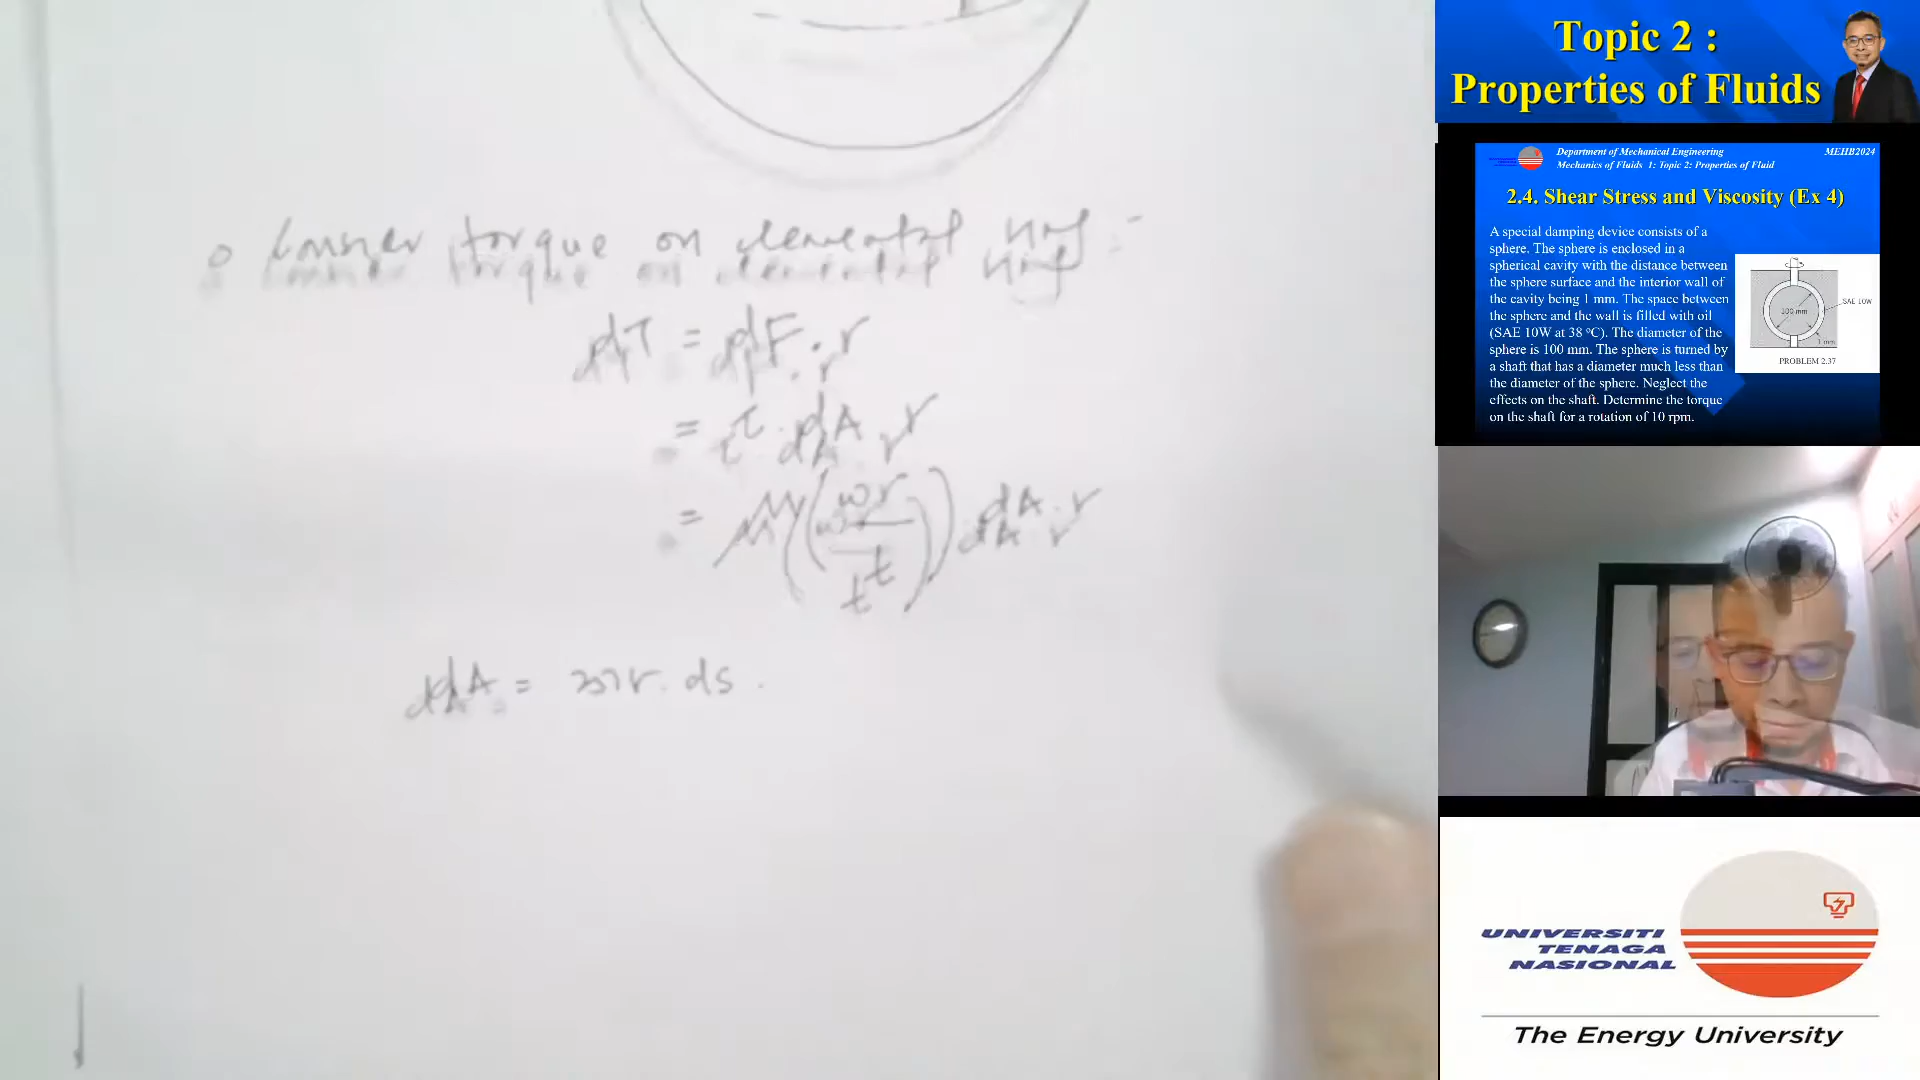 o Consider torque on elemental ring :-
dT = dF . r
= τ . dA . r
= μ (ωr / t) dA . r
dA = 2πr . ds .
Topic 2 :
Properties of Fluids
Department of Mechanical Engineering
MEHB2024
Mechanics of Fluids 1: Topic 2: Properties of Fluid
2.4. Shear Stress and Viscosity (Ex 4)
A special damping device consists of a
sphere. The sphere is enclosed in a
spherical cavity with the distance between
the sphere surface and the interior wall of
the cavity being 1 mm. The space between
the sphere and the wall is filled with oil
(SAE 10W at 38 °C). The diameter of the
sphere is 100 mm. The sphere is turned by
a shaft that has a diameter much less than
the diameter of the sphere. Neglect the
effects on the shaft. Determine the torque
on the shaft for a rotation of 10 rpm.
SAE 10W
100 mm
1 mm
PROBLEM 2.37
UNIVERSITI
TENAGA
NASIONAL
The Energy University